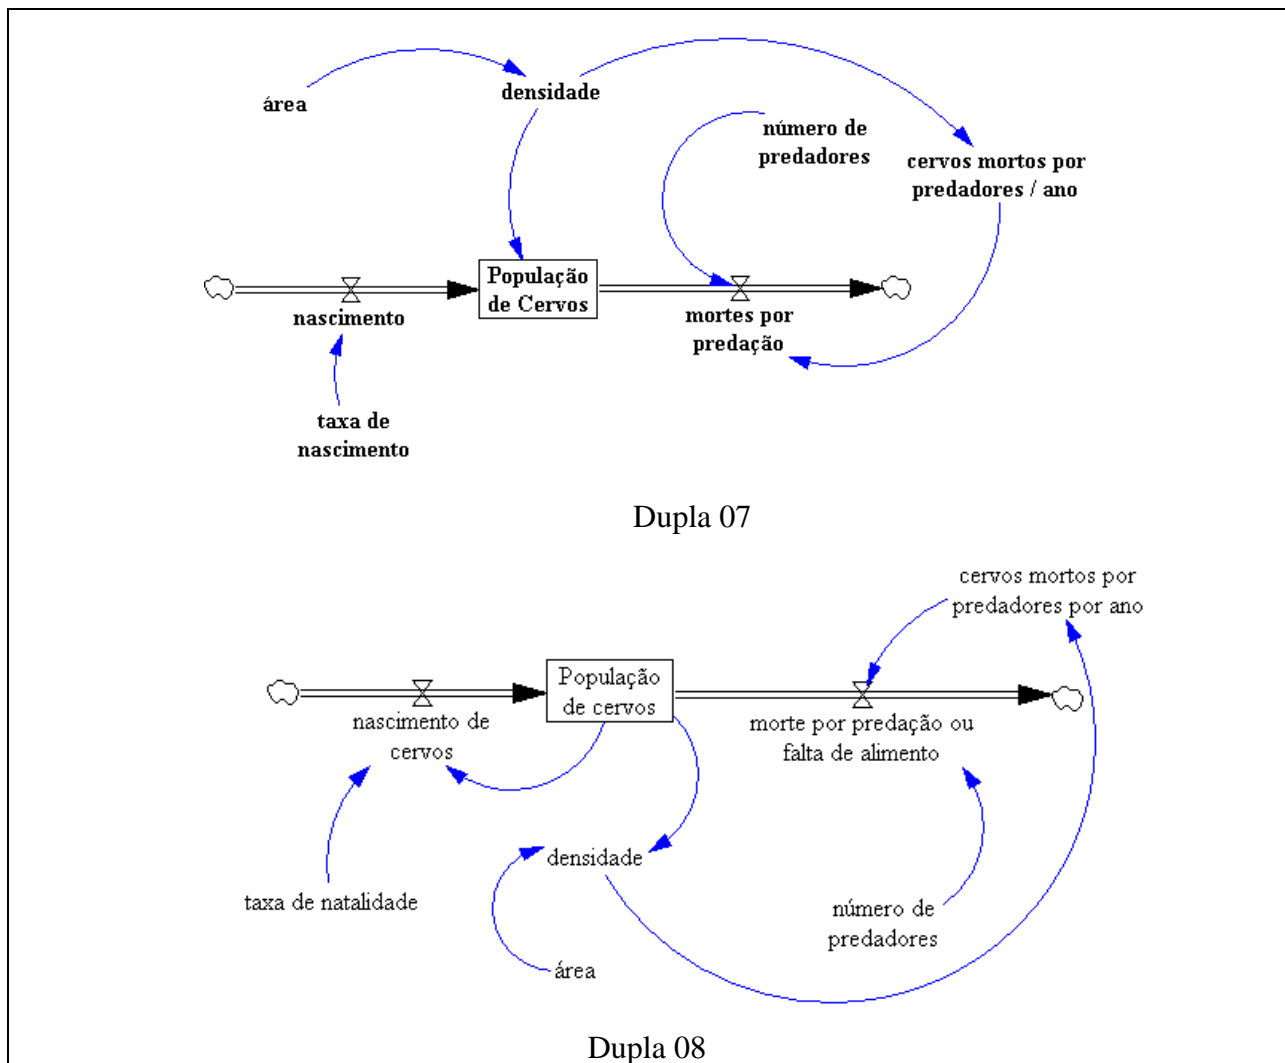 área
densidade
número de
predadores
cervos mortos por
predadores / ano
População
de Cervos
nascimento
mortes por
predação
taxa de
nascimento
Dupla 07
cervos mortos por
predadores por ano
População
de cervos
nascimento de
cervos
morte por predação ou
falta de alimento
densidade
taxa de natalidade
número de
predadores
área
Dupla 08